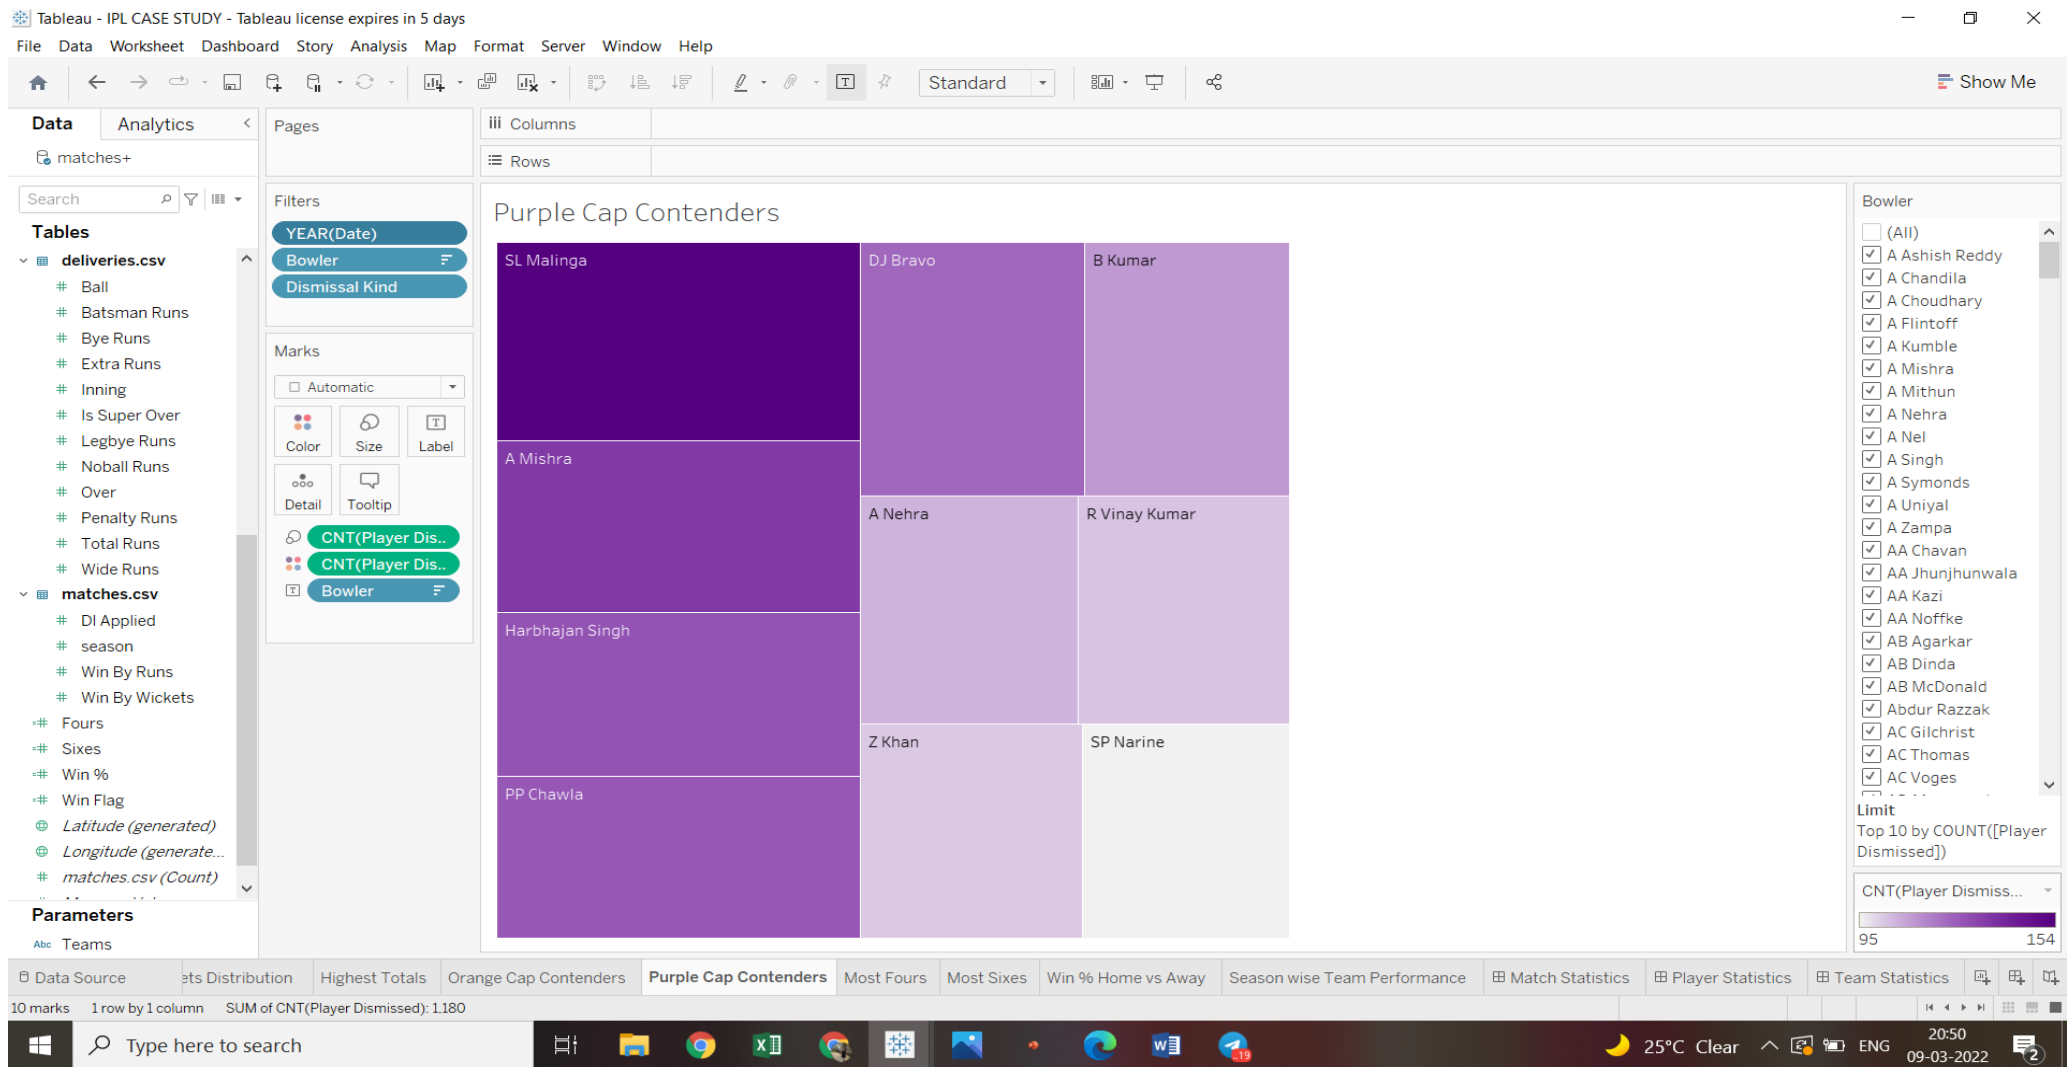 Tableau - IPL CASE STUDY - Tableau license expires in 5 days
File Data Worksheet Dashboard Story Analysis Map Format Server Window Help
Standard
Show Me
Data
Analytics
matches+
Search
Tables
deliveries.csv
Ball
Batsman Runs
Bye Runs
Extra Runs
Inning
Is Super Over
Legbye Runs
Noball Runs
Over
Penalty Runs
Total Runs
Wide Runs
matches.csv
Dl Applied
season
Win By Runs
Win By Wickets
Fours
Sixes
Win %
Win Flag
Latitude (generated)
Longitude (generate...
matches.csv (Count)
Parameters
Abc Teams
Pages
Filters
YEAR(Date)
Bowler
Dismissal Kind
Marks
Automatic
Color Size Label
Detail Tooltip
CNT(Player Dis..
CNT(Player Dis..
Bowler
Columns
Rows
Purple Cap Contenders
SL Malinga
A Mishra
Harbhajan Singh
PP Chawla
DJ Bravo
B Kumar
A Nehra
R Vinay Kumar
Z Khan
SP Narine
Bowler
(All)
A Ashish Reddy
A Chandila
A Choudhary
A Flintoff
A Kumble
A Mishra
A Mithun
A Nehra
A Nel
A Singh
A Symonds
A Uniyal
A Zampa
AA Chavan
AA Jhunjhunwala
AA Kazi
AA Noffke
AB Agarkar
AB Dinda
AB McDonald
Abdur Razzak
AC Gilchrist
AC Thomas
AC Voges
Limit
Top 10 by COUNT([Player
Dismissed])
CNT(Player Dismiss...
95 154
Data Source ets Distribution Highest Totals Orange Cap Contenders Purple Cap Contenders Most Fours Most Sixes Win % Home vs Away Season wise Team Performance Match Statistics Player Statistics Team Statistics
10 marks 1 row by 1 column SUM of CNT(Player Dismissed): 1,180
Type here to search
19
25°C Clear
ENG
20:50
09-03-2022
2